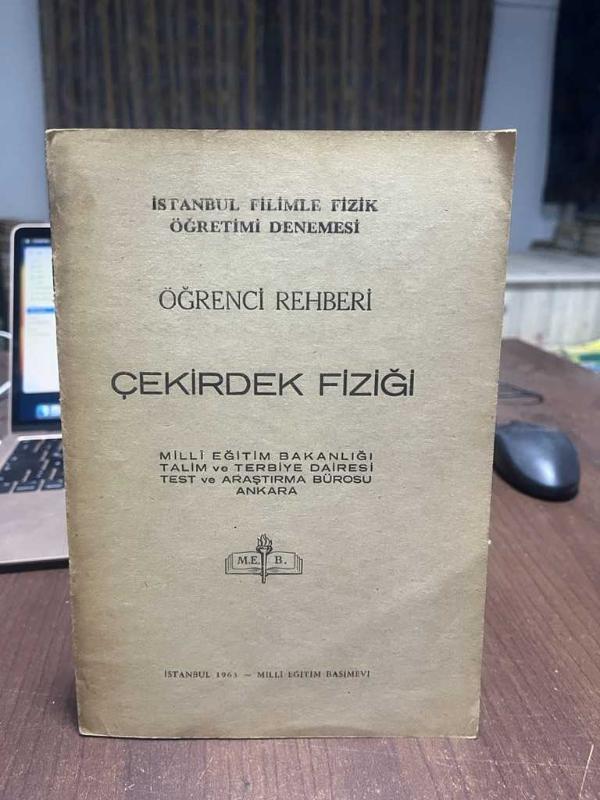 İSTANBUL FİLİMLE FİZİK
ÖĞRETİMİ DENEMESİ
ÖĞRENCİ REHBERİ
ÇEKİRDEK FİZİĞİ
MİLLÎ EĞİTİM BAKANLIĞI
TALİM ve TERBİYE DAİRESİ
TEST ve ARAŞTIRMA BÜROSU
ANKARA
M.E. B.
İSTANBUL 1963 — MİLLÎ EĞİTİM BASIMEVİ